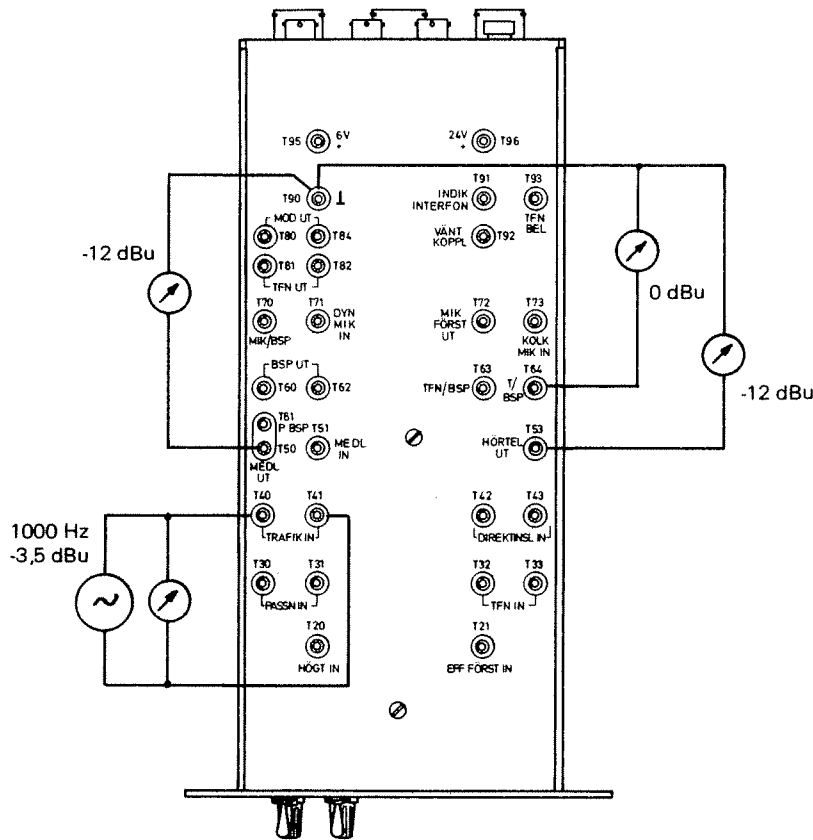 T95 6V +
24V + T96
T90 ⊥
T91 T93
INDIK
INTERFON
TFN
BEL
MOD UT
T80 T84
VÄNT
KOPPL T92
T81 T82
TFN UT
-12 dBu
0 dBu
T70 T71
MIK/BSP
DYN
MIK
IN
T72 T73
MIK
FÖRST
UT
KOLK
MIK IN
BSP UT
T60 T62
T63 T64
TFN/BSP T/
BSP
-12 dBu
T61
P BSP T51
T50 MEDL
IN
MEDL
UT
T53
HÖRTEL
UT
T40 T41
TRAFIK IN
T42 T43
DIREKTINSL IN
1000 Hz
-3,5 dBu
T30 T31
PASSN IN
T32 T33
TFN IN
T20
HÖGT IN
T21
EFF FÖRST IN